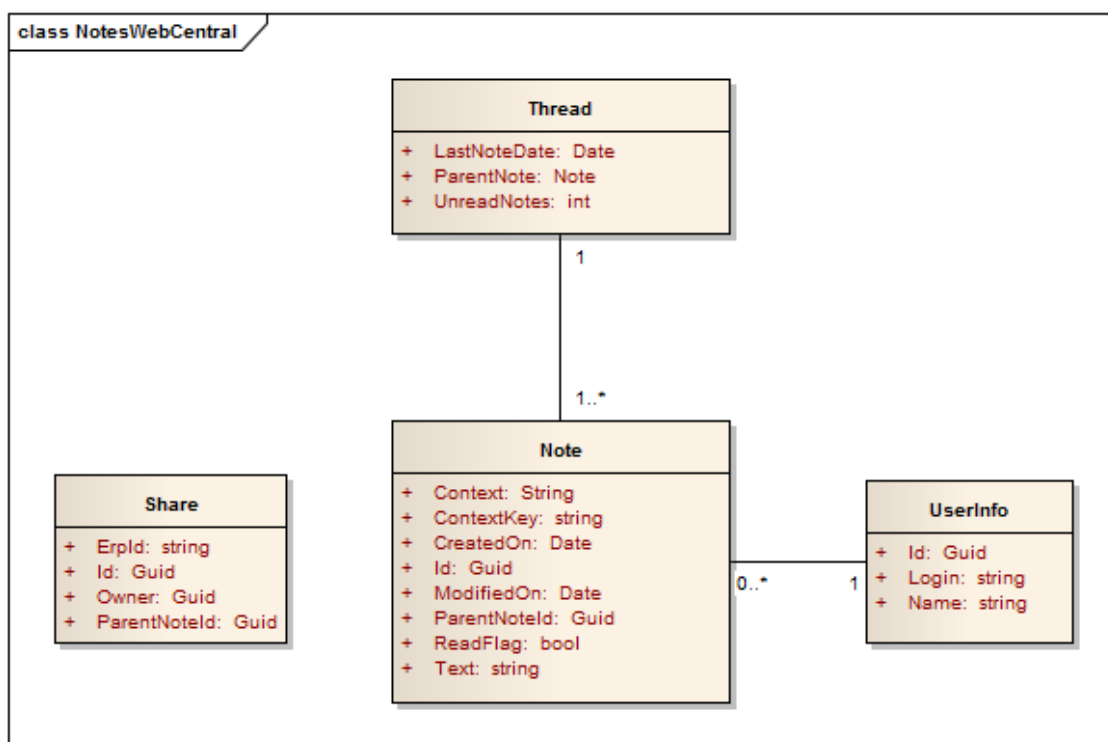 class NotesWebCentral
Thread
+ LastNoteDate: Date
+ ParentNote: Note
+ UnreadNotes: int
1
1..*
Note
+ Context: String
+ ContextKey: string
+ CreatedOn: Date
+ Id: Guid
+ ModifiedOn: Date
+ ParentNoteId: Guid
+ ReadFlag: bool
+ Text: string
Share
+ ErpId: string
+ Id: Guid
+ Owner: Guid
+ ParentNoteId: Guid
0..*
1
UserInfo
+ Id: Guid
+ Login: string
+ Name: string